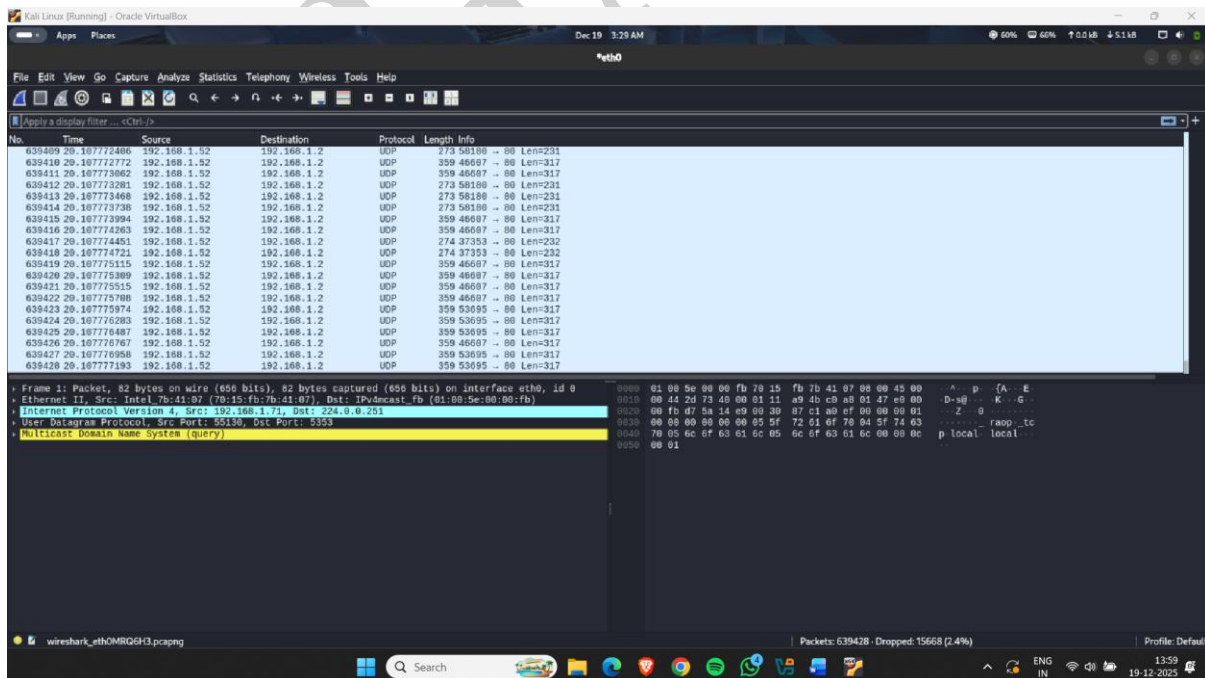 Kali Linux [Running] - Oracle VirtualBox
Apps Places Dec 19 3:29 AM 60% 66% 0.0 kB 5.1 kB
*eth0
File Edit View Go Capture Analyze Statistics Telephony Wireless Tools Help
Apply a display filter ... <Ctrl-/>
No. Time Source Destination Protocol Length Info
639409 20.107772406 192.168.1.52 192.168.1.2 UDP 273 58180 → 80 Len=231
639410 20.107772772 192.168.1.52 192.168.1.2 UDP 359 46607 → 80 Len=317
639411 20.107773062 192.168.1.52 192.168.1.2 UDP 359 46607 → 80 Len=317
639412 20.107773281 192.168.1.52 192.168.1.2 UDP 273 58180 → 80 Len=231
639413 20.107773468 192.168.1.52 192.168.1.2 UDP 273 58180 → 80 Len=231
639414 20.107773738 192.168.1.52 192.168.1.2 UDP 273 58180 → 80 Len=231
639415 20.107773994 192.168.1.52 192.168.1.2 UDP 359 46607 → 80 Len=317
639416 20.107774263 192.168.1.52 192.168.1.2 UDP 359 46607 → 80 Len=317
639417 20.107774451 192.168.1.52 192.168.1.2 UDP 274 37353 → 80 Len=232
639418 20.107774721 192.168.1.52 192.168.1.2 UDP 274 37353 → 80 Len=232
639419 20.107775115 192.168.1.52 192.168.1.2 UDP 359 46607 → 80 Len=317
639420 20.107775309 192.168.1.52 192.168.1.2 UDP 359 46607 → 80 Len=317
639421 20.107775515 192.168.1.52 192.168.1.2 UDP 359 46607 → 80 Len=317
639422 20.107775708 192.168.1.52 192.168.1.2 UDP 359 46607 → 80 Len=317
639423 20.107775974 192.168.1.52 192.168.1.2 UDP 359 53695 → 80 Len=317
639424 20.107776283 192.168.1.52 192.168.1.2 UDP 359 53695 → 80 Len=317
639425 20.107776487 192.168.1.52 192.168.1.2 UDP 359 53695 → 80 Len=317
639426 20.107776767 192.168.1.52 192.168.1.2 UDP 359 46607 → 80 Len=317
639427 20.107776958 192.168.1.52 192.168.1.2 UDP 359 53695 → 80 Len=317
639428 20.107777193 192.168.1.52 192.168.1.2 UDP 359 53695 → 80 Len=317
Frame 1: Packet, 82 bytes on wire (656 bits), 82 bytes captured (656 bits) on interface eth0, id 0
Ethernet II, Src: Intel_7b:41:07 (70:15:fb:7b:41:07), Dst: IPv4mcast_fb (01:00:5e:00:00:fb)
Internet Protocol Version 4, Src: 192.168.1.71, Dst: 224.0.0.251
User Datagram Protocol, Src Port: 55130, Dst Port: 5353
Multicast Domain Name System (query)
0000 01 00 5e 00 00 fb 70 15 fb 7b 41 07 08 00 45 00 ··^···p· ·{A···E·
0010 00 44 2d 73 40 00 01 11 a9 4b c0 a8 01 47 e0 00 ·D-s@··· ·K···G··
0020 00 fb d7 5a 14 e9 00 30 87 c1 a0 ef 00 00 00 01 ···Z···0 ········
0030 00 00 00 00 00 00 05 5f 72 61 6f 70 04 5f 74 63 ·······_ raop·_tc
0040 70 05 6c 6f 63 61 6c 05 6c 6f 63 61 6c 00 00 0c p·local· local···
0050 00 01 ··
wireshark_eth0MRQ6H3.pcapng Packets: 639428 · Dropped: 15668 (2.4%) Profile: Defaul
Search 4 ENG IN 13:59 19-12-2025